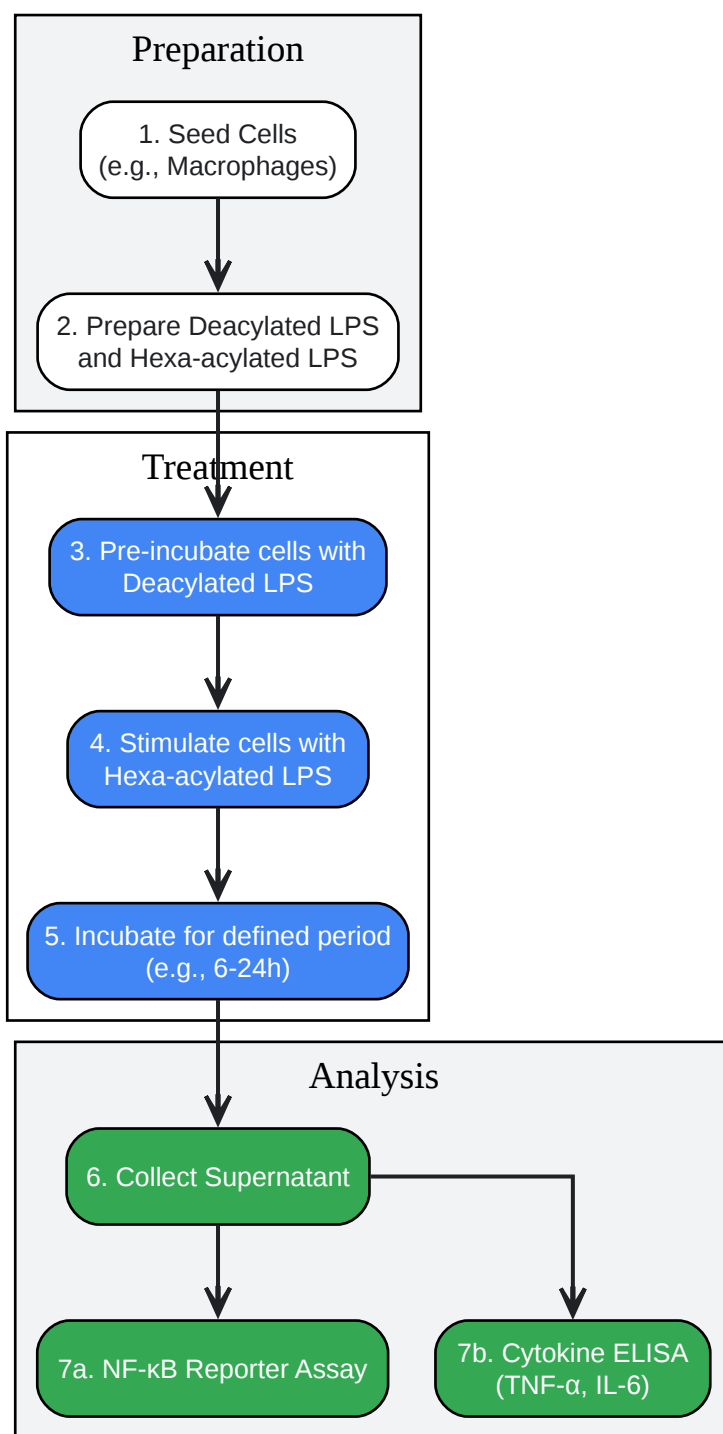 Preparation
1. Seed Cells
(e.g., Macrophages)
2. Prepare Deacylated LPS
and Hexa-acylated LPS
Treatment
3. Pre-incubate cells with
Deacylated LPS
4. Stimulate cells with
Hexa-acylated LPS
5. Incubate for defined period
(e.g., 6-24h)
Analysis
6. Collect Supernatant
7a. NF-κB Reporter Assay
7b. Cytokine ELISA
(TNF-α, IL-6)